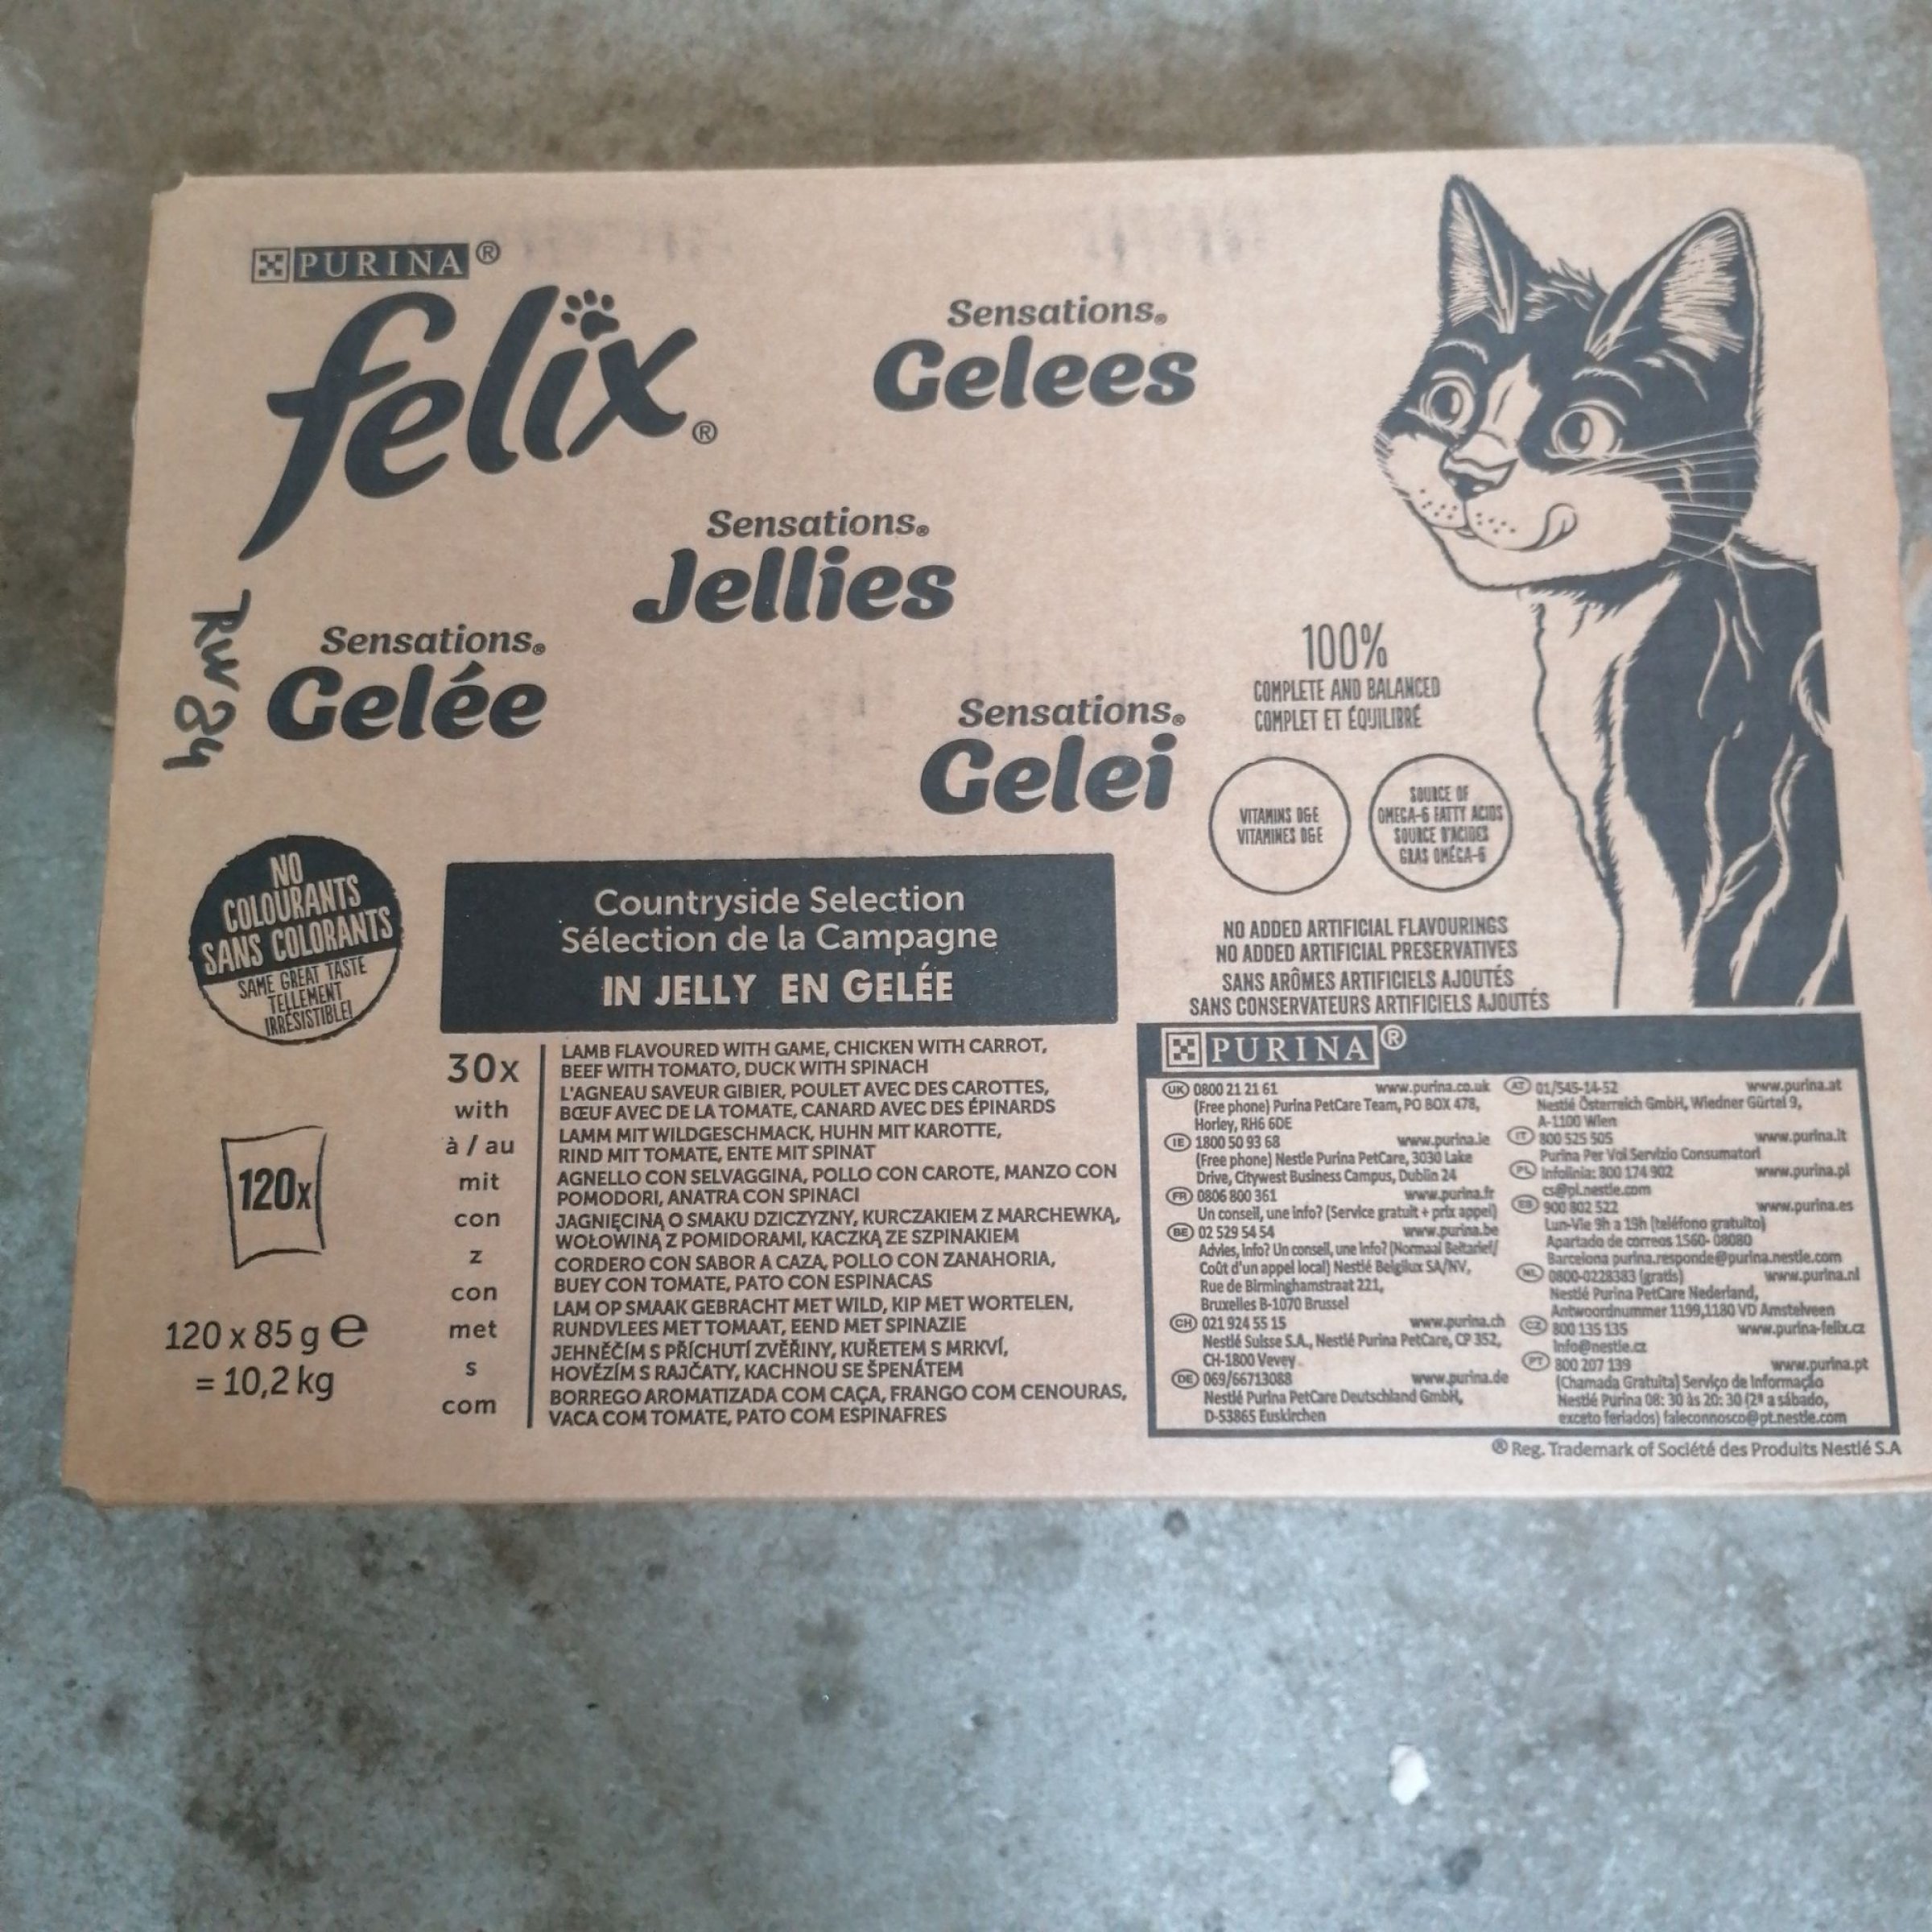 PURINA®
felix®
Sensations®
Gelees
Sensations®
Jellies
Sensations®
Gelée
Sensations®
Gelei
RW 84
100%
COMPLETE AND BALANCED
COMPLET ET ÉQUILIBRÉ
VITAMINS D&E
VITAMINES D&E
SOURCE OF
OMEGA-6 FATTY ACIDS
SOURCE D'ACIDES
GRAS OMÉGA-6
NO ADDED ARTIFICIAL FLAVOURINGS
NO ADDED ARTIFICIAL PRESERVATIVES
SANS ARÔMES ARTIFICIELS AJOUTÉS
SANS CONSERVATEURS ARTIFICIELS AJOUTÉS
NO
COLOURANTS
SANS COLORANTS
SAME GREAT TASTE
TELLEMENT
IRRÉSISTIBLE!
Countryside Selection
Sélection de la Campagne
IN JELLY EN GELÉE
120x
120 x 85 g e
= 10,2 kg
30x
with
à / au
mit
con
z
con
met
s
com
LAMB FLAVOURED WITH GAME, CHICKEN WITH CARROT,
BEEF WITH TOMATO, DUCK WITH SPINACH
L'AGNEAU SAVEUR GIBIER, POULET AVEC DES CAROTTES,
BŒUF AVEC DE LA TOMATE, CANARD AVEC DES ÉPINARDS
LAMM MIT WILDGESCHMACK, HUHN MIT KAROTTE,
RIND MIT TOMATE, ENTE MIT SPINAT
AGNELLO CON SELVAGGINA, POLLO CON CAROTE, MANZO CON
POMODORI, ANATRA CON SPINACI
JAGNIĘCINĄ O SMAKU DZICZYZNY, KURCZAKIEM Z MARCHEWKĄ,
WOŁOWINĄ Z POMIDORAMI, KACZKĄ ZE SZPINAKIEM
CORDERO CON SABOR A CAZA, POLLO CON ZANAHORIA,
BUEY CON TOMATE, PATO CON ESPINACAS
LAM OP SMAAK GEBRACHT MET WILD, KIP MET WORTELEN,
RUNDVLEES MET TOMAAT, EEND MET SPINAZIE
JEHNĚČÍM S PŘÍCHUTÍ ZVĚŘINY, KUŘETEM S MRKVÍ,
HOVĚZÍM S RAJČATY, KACHNOU SE ŠPENÁTEM
BORREGO AROMATIZADA COM CAÇA, FRANGO COM CENOURAS,
VACA COM TOMATE, PATO COM ESPINAFRES
PURINA®
UK 0800 21 21 61 www.purina.co.uk
(Free phone) Purina PetCare Team, PO BOX 478,
Horley, RH6 6DE
IE 1800 50 93 68 www.purina.ie
(Free phone) Nestle Purina PetCare, 3030 Lake
Drive, Citywest Business Campus, Dublin 24
FR 0806 800 361 www.purina.fr
Un conseil, une info? (Service gratuit + prix appel)
BE 02 529 54 54 www.purina.be
Advies, info? Un conseil, une info? (Normaal Beltarief/
Coût d'un appel local) Nestlé Belgilux SA/NV,
Rue de Birminghamstraat 221,
Bruxelles B-1070 Brussel
CH 021 924 55 15 www.purina.ch
Nestlé Suisse S.A., Nestlé Purina PetCare, CP 352,
CH-1800 Vevey
DE 069/66713088 www.purina.de
Nestlé Purina PetCare Deutschland GmbH,
D-53865 Euskirchen
AT 01/545-14-52 www.purina.at
Nestlé Österreich GmbH, Wiedner Gürtel 9,
A-1100 Wien
IT 800 525 505 www.purina.it
Purina Per Voi Servizio Consumatori
PL Infolinia: 800 174 902 www.purina.pl
cs@pl.nestle.com
ES 900 802 522 www.purina.es
Lun-Vie 9h a 19h (teléfono gratuito)
Apartado de correos 1560- 08080
Barcelona purina.responde@purina.nestle.com
NL 0800-0228383 (gratis) www.purina.nl
Nestlé Purina PetCare Nederland,
Antwoordnummer 1199,1180 VD Amstelveen
CZ 800 135 135 www.purina-felix.cz
info@nestle.cz
PT 800 207 139 www.purina.pt
(Chamada Gratuita) Serviço de Informação
Nestlé Purina 08: 30 às 20: 30 (2ª a sábado,
exceto feriados) faleconnosco@pt.nestle.com
® Reg. Trademark of Société des Produits Nestlé S.A